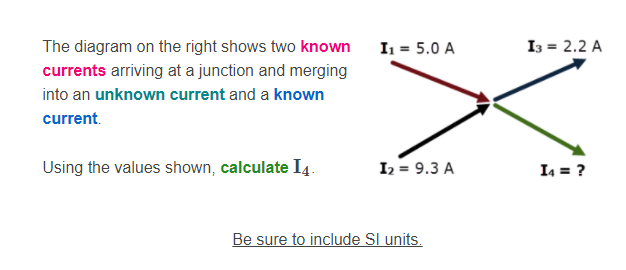 The diagram on the right shows two known
currents arriving at a junction and merging
into an unknown current and a known
current.
Using the values shown, calculate I₄.
I₁ = 5.0 A
I₃ = 2.2 A
I₂ = 9.3 A
I₄ = ?
Be sure to include SI units.